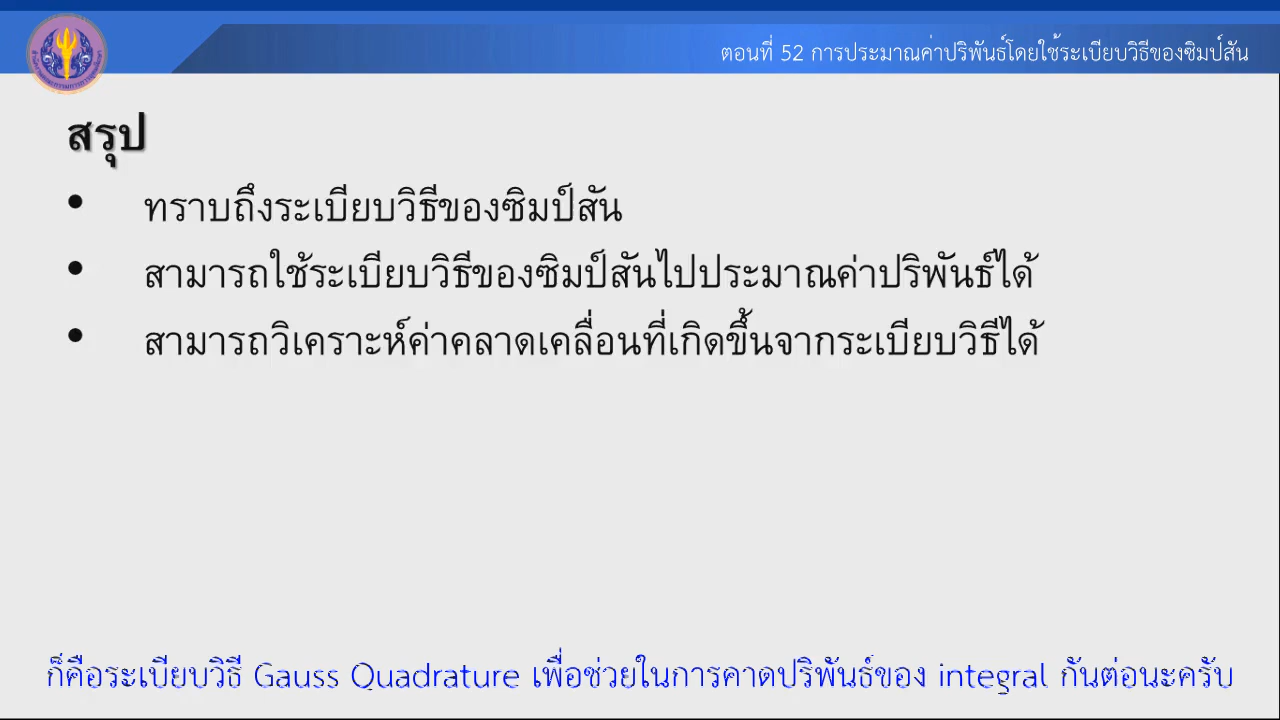 ตอนที่ 52 การประมาณค่าปริพันธ์โดยใช้ระเบียบวิธีของซิมป์สัน
สรุป
• ทราบถึงระเบียบวิธีของซิมป์สัน
• สามารถใช้ระเบียบวิธีของซิมป์สันไปประมาณค่าปริพันธ์ได้
• สามารถวิเคราะห์ค่าคลาดเคลื่อนที่เกิดขึ้นจากระเบียบวิธีได้
ก็คือระเบียบวิธี Gauss Quadrature เพื่อช่วยในการคาดปริพันธ์ของ integral กันต่อนะครับ